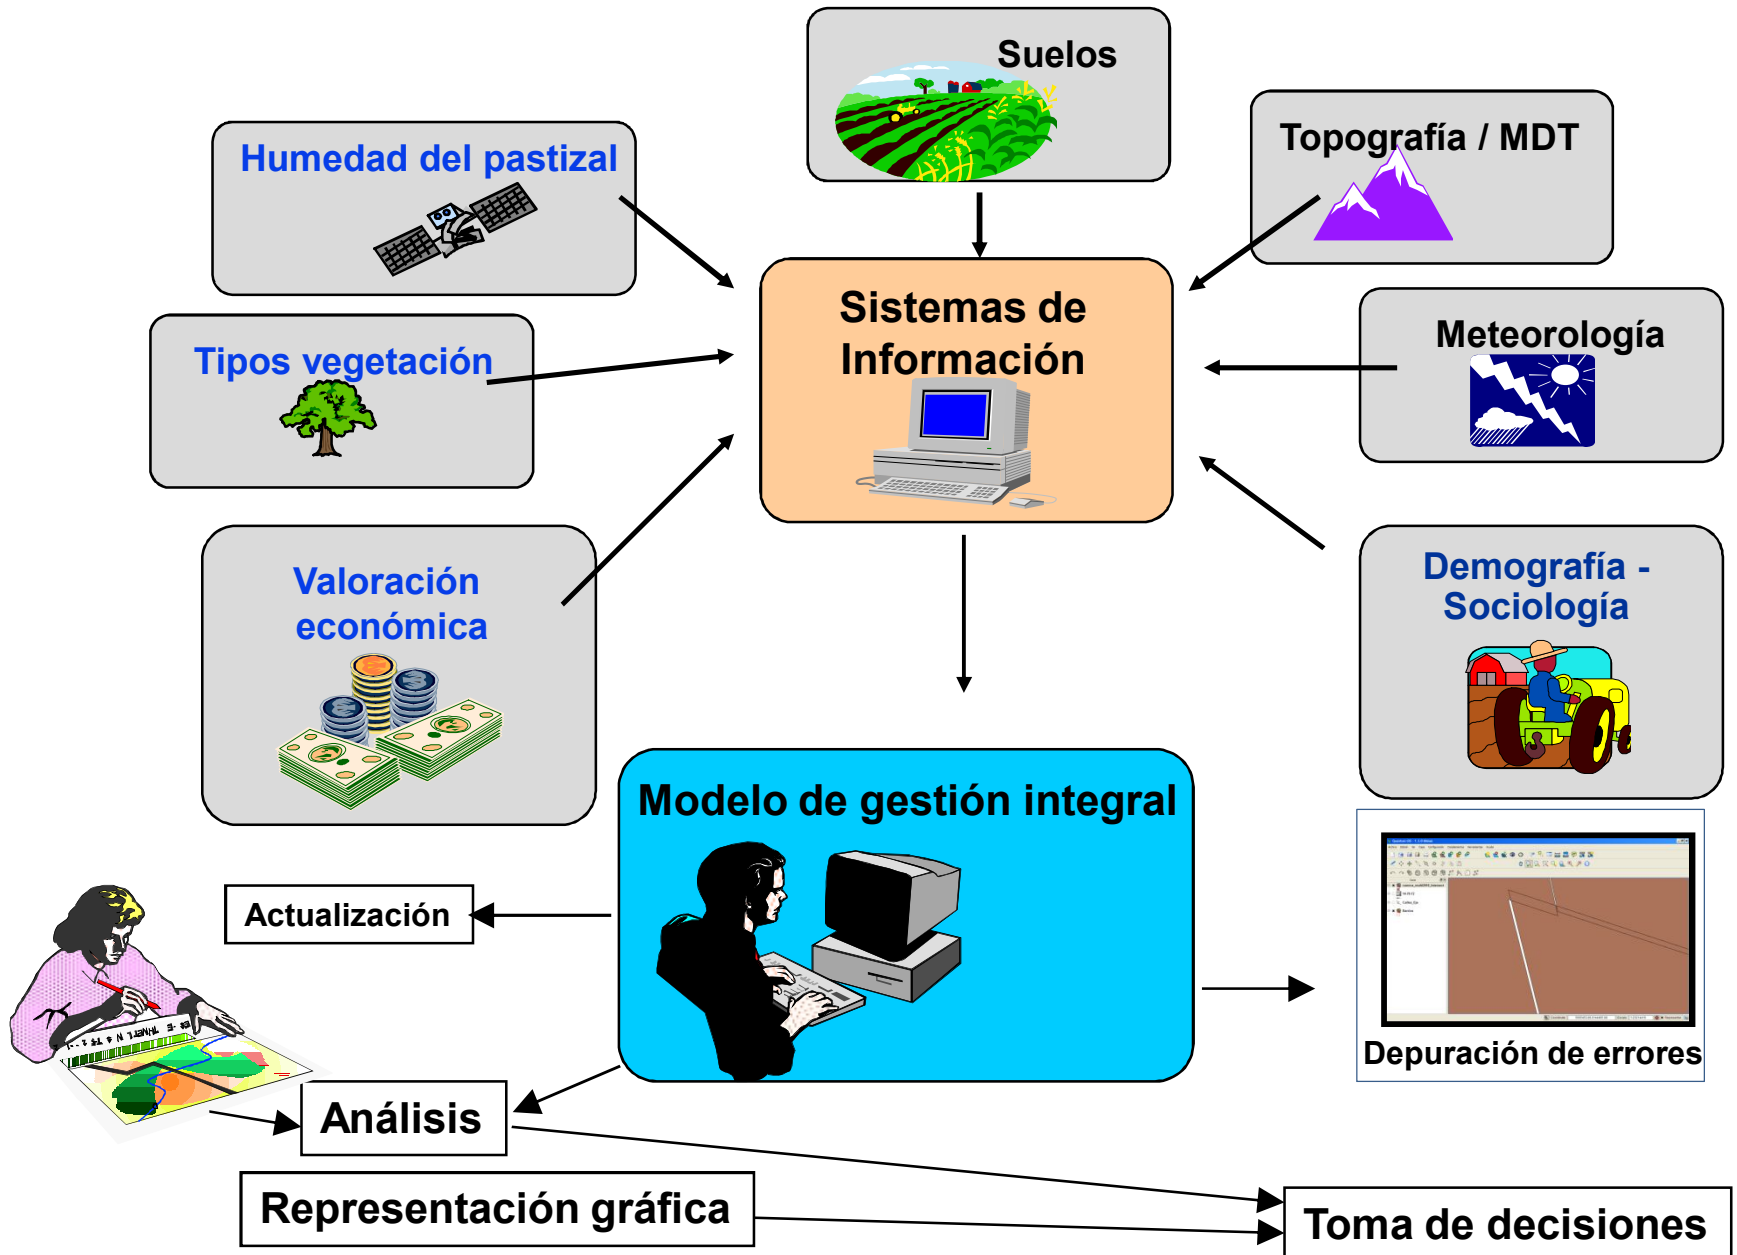 Suelos
Humedad del pastizal
Topografía / MDT
Sistemas de
Información
Meteorología
Tipos vegetación
Valoración
económica
Demografía -
Sociología
Modelo de gestión integral
Actualización
Depuración de errores
Análisis
Representación gráfica
Toma de decisiones